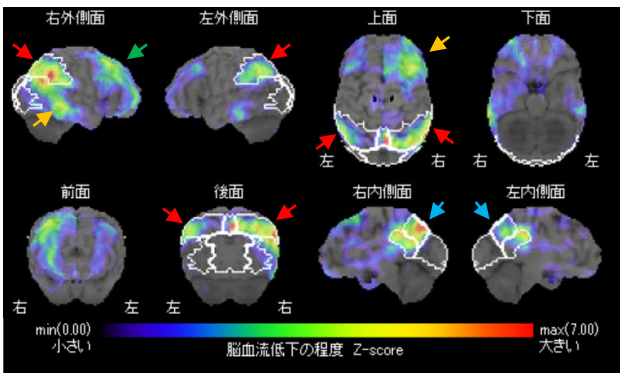 右外側面 左外側面 上面 下面
左 右 右 左
前面 後面 右内側面 左内側面
右 左 左 右
min(0.00) max(7.00)
小さい 脳血流低下の程度 Z-score 大きい